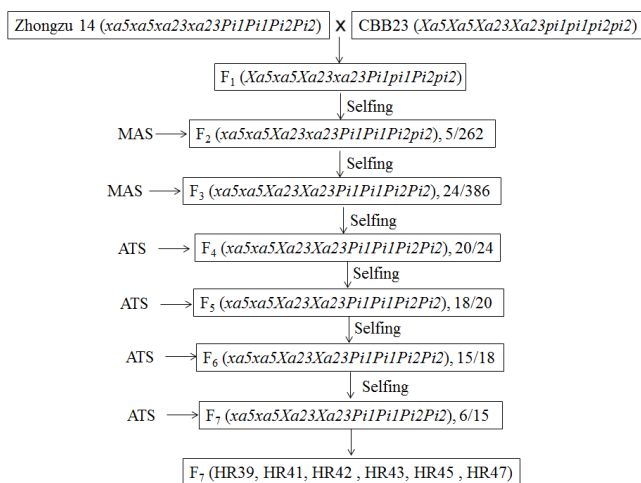 Zhongzu 14 (xa5xa5xa23xa23Pi1Pi1Pi2Pi2) X CBB23 (Xa5Xa5Xa23Xa23pi1pi1pi2pi2)
F1 (Xa5xa5Xa23xa23Pi1pi1Pi2pi2)
Selfing
MAS F2 (xa5xa5Xa23xa23Pi1Pi1Pi2pi2), 5/262
Selfing
MAS F3 (xa5xa5Xa23Xa23Pi1Pi1Pi2Pi2), 24/386
Selfing
ATS F4 (xa5xa5Xa23Xa23Pi1Pi1Pi2Pi2), 20/24
Selfing
ATS F5 (xa5xa5Xa23Xa23Pi1Pi1Pi2Pi2), 18/20
Selfing
ATS F6 (xa5xa5Xa23Xa23Pi1Pi1Pi2Pi2), 15/18
Selfing
ATS F7 (xa5xa5Xa23Xa23Pi1Pi1Pi2Pi2), 6/15
F7 (HR39, HR41, HR42 , HR43, HR45 , HR47)